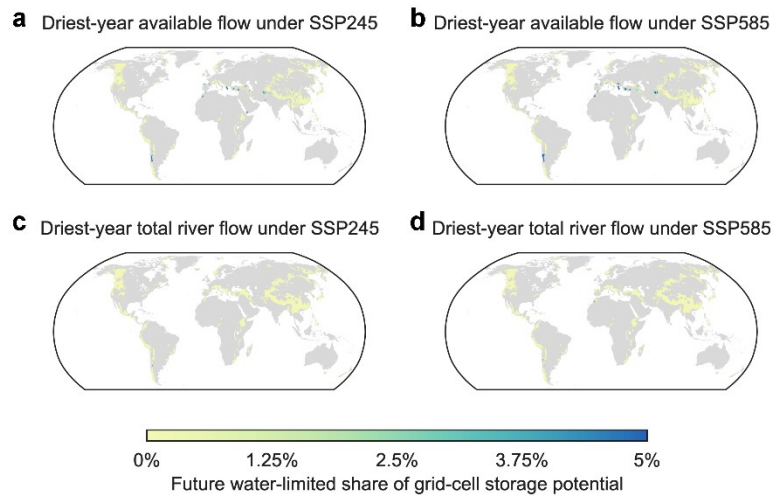 a Driest-year available flow under SSP245
b Driest-year available flow under SSP585
c Driest-year total river flow under SSP245
d Driest-year total river flow under SSP585
0% 1.25% 2.5% 3.75% 5%
Future water-limited share of grid-cell storage potential